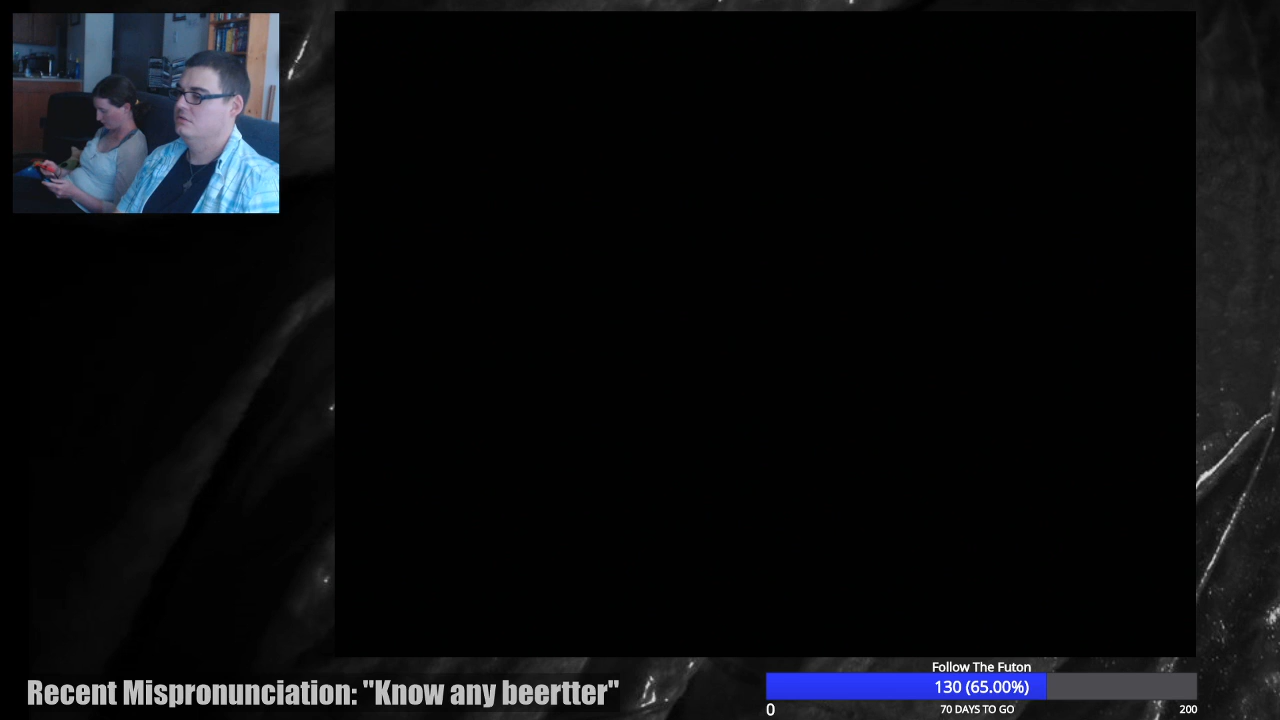 Follow The Futon
Recent Mispronunciation: "Know any beertter"
130 (65.00%)
0
70 DAYS TO GO
200